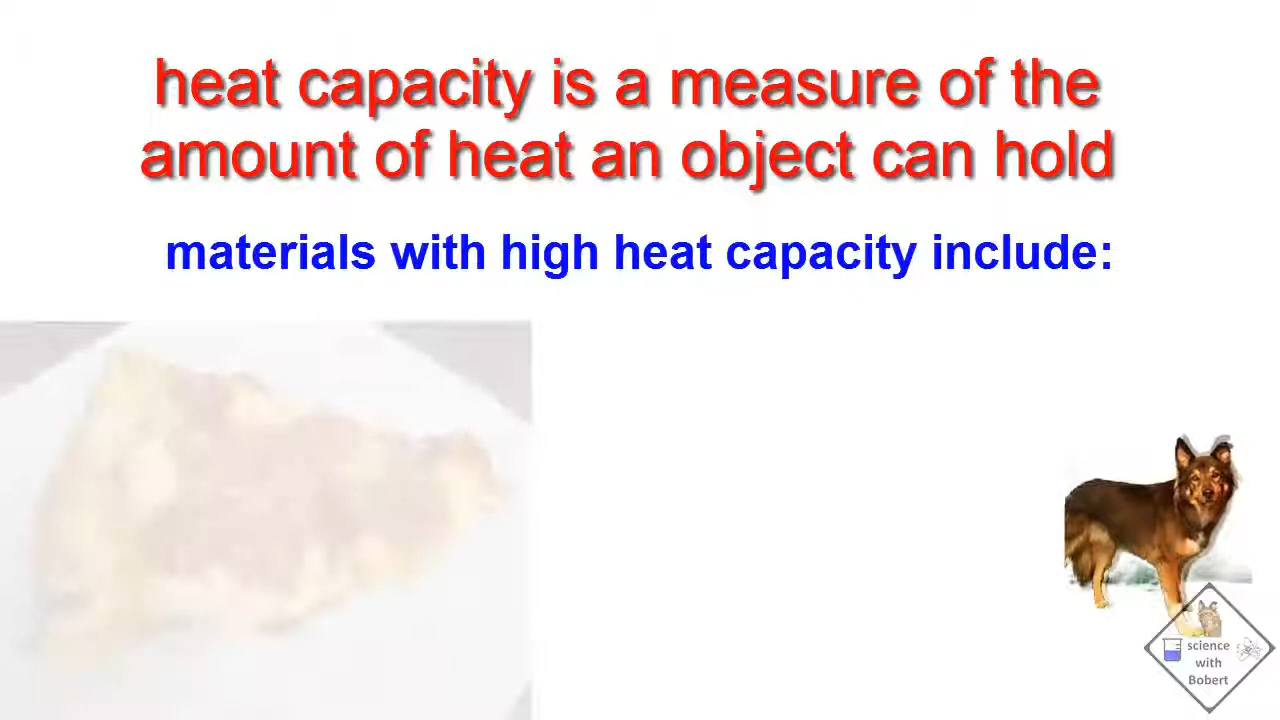 heat capacity is a measure of the
amount of heat an object can hold
materials with high heat capacity include:
science
with
Bobert